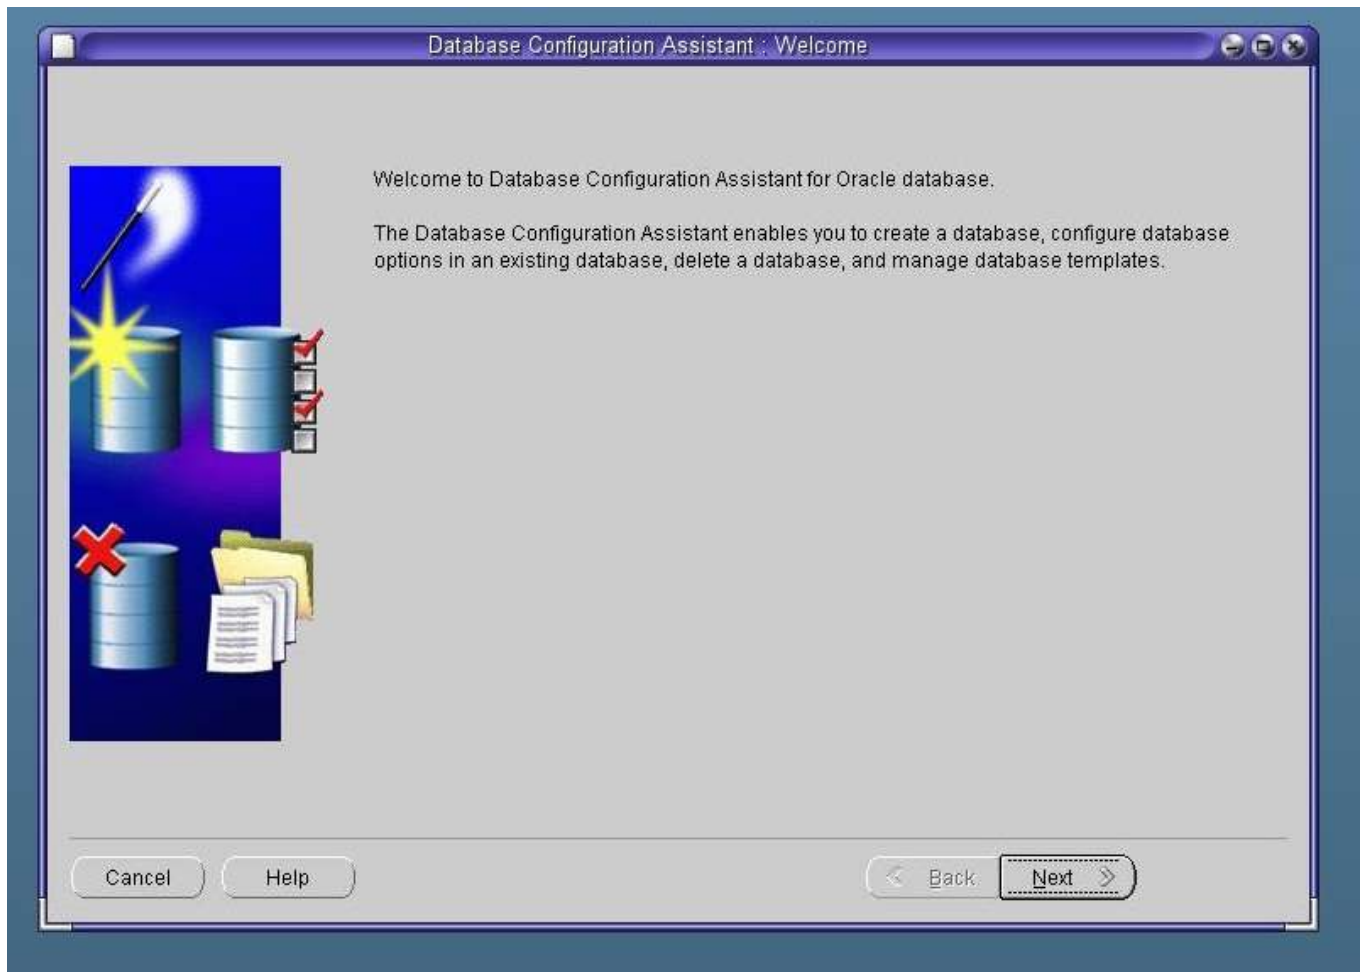 Database Configuration Assistant : Welcome
Welcome to Database Configuration Assistant for Oracle database.
The Database Configuration Assistant enables you to create a database, configure database
options in an existing database, delete a database, and manage database templates.
Cancel
Help
Back
Next